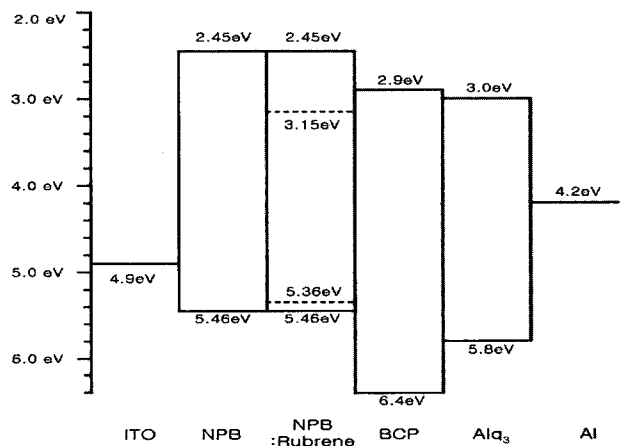 2.0 eV
2.45eV
2.45eV
2.9eV
3.0 eV
3.0eV
3.15eV
4.0 eV
4.2eV
4.9eV
5.0 eV
5.36eV
5.46eV
5.46eV
5.8eV
6.0 eV
6.4eV
ITO
NPB
NPB
:Rubrene
BCP
Alq₃
Al